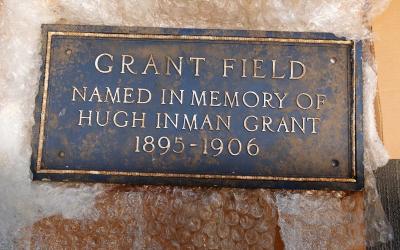 GRANT FIELD
NAMED IN MEMORY OF
HUGH INMAN GRANT
1895-1906